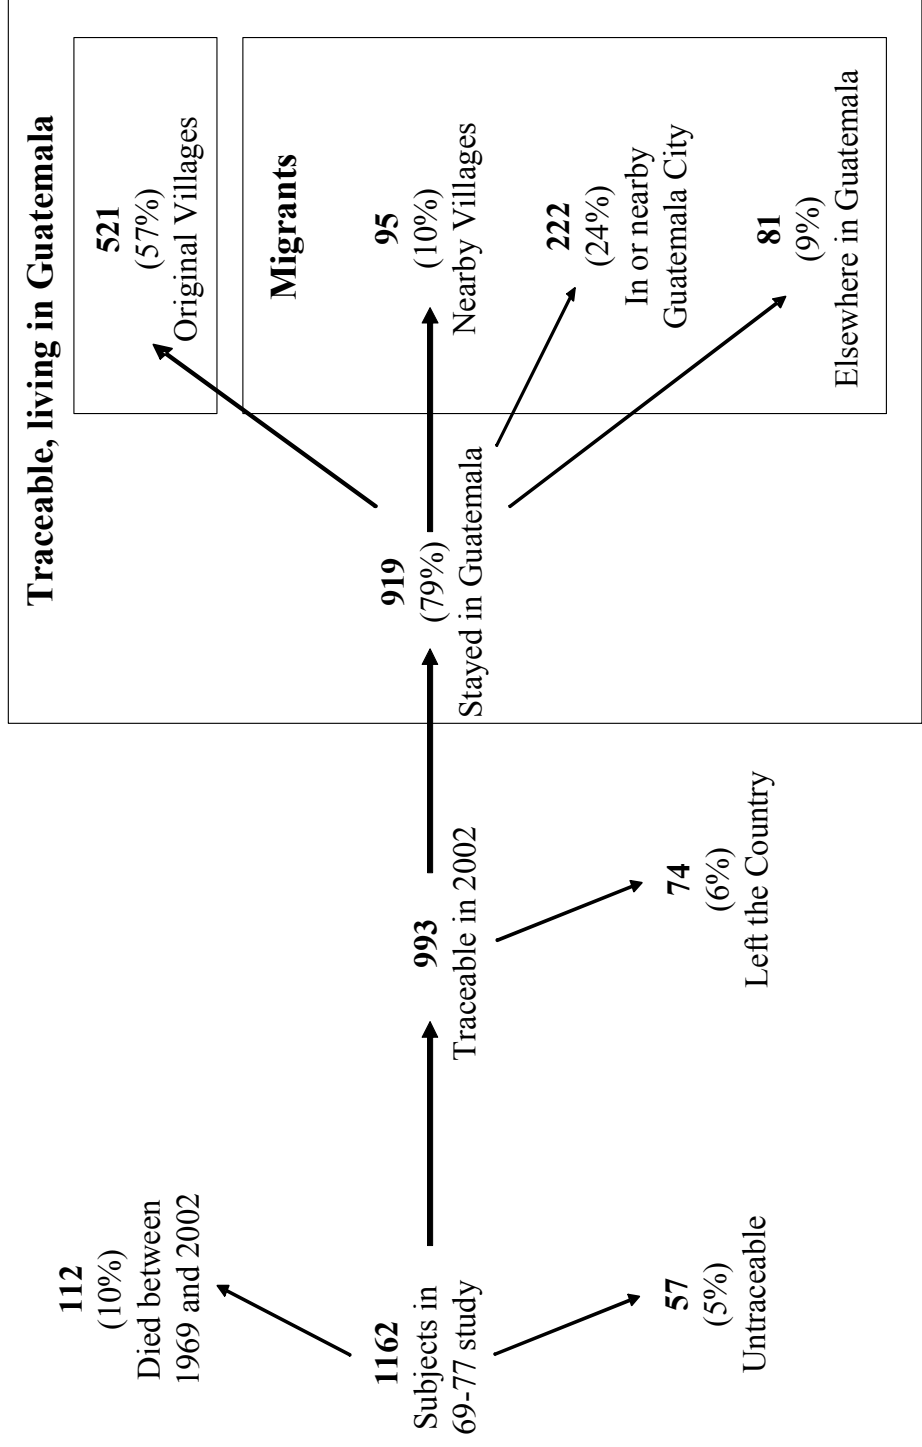 Traceable, living in Guatemala
112
(10%)
Died between
1969 and 2002
1162
Subjects in
69-77 study
57
(5%)
Untraceable
993
Traceable in 2002
74
(6%)
Left the Country
919
(79%)
Stayed in Guatemala
521
(57%)
Original Villages
Migrants
95
(10%)
Nearby Villages
222
(24%)
In or nearby
Guatemala City
81
(9%)
Elsewhere in Guatemala